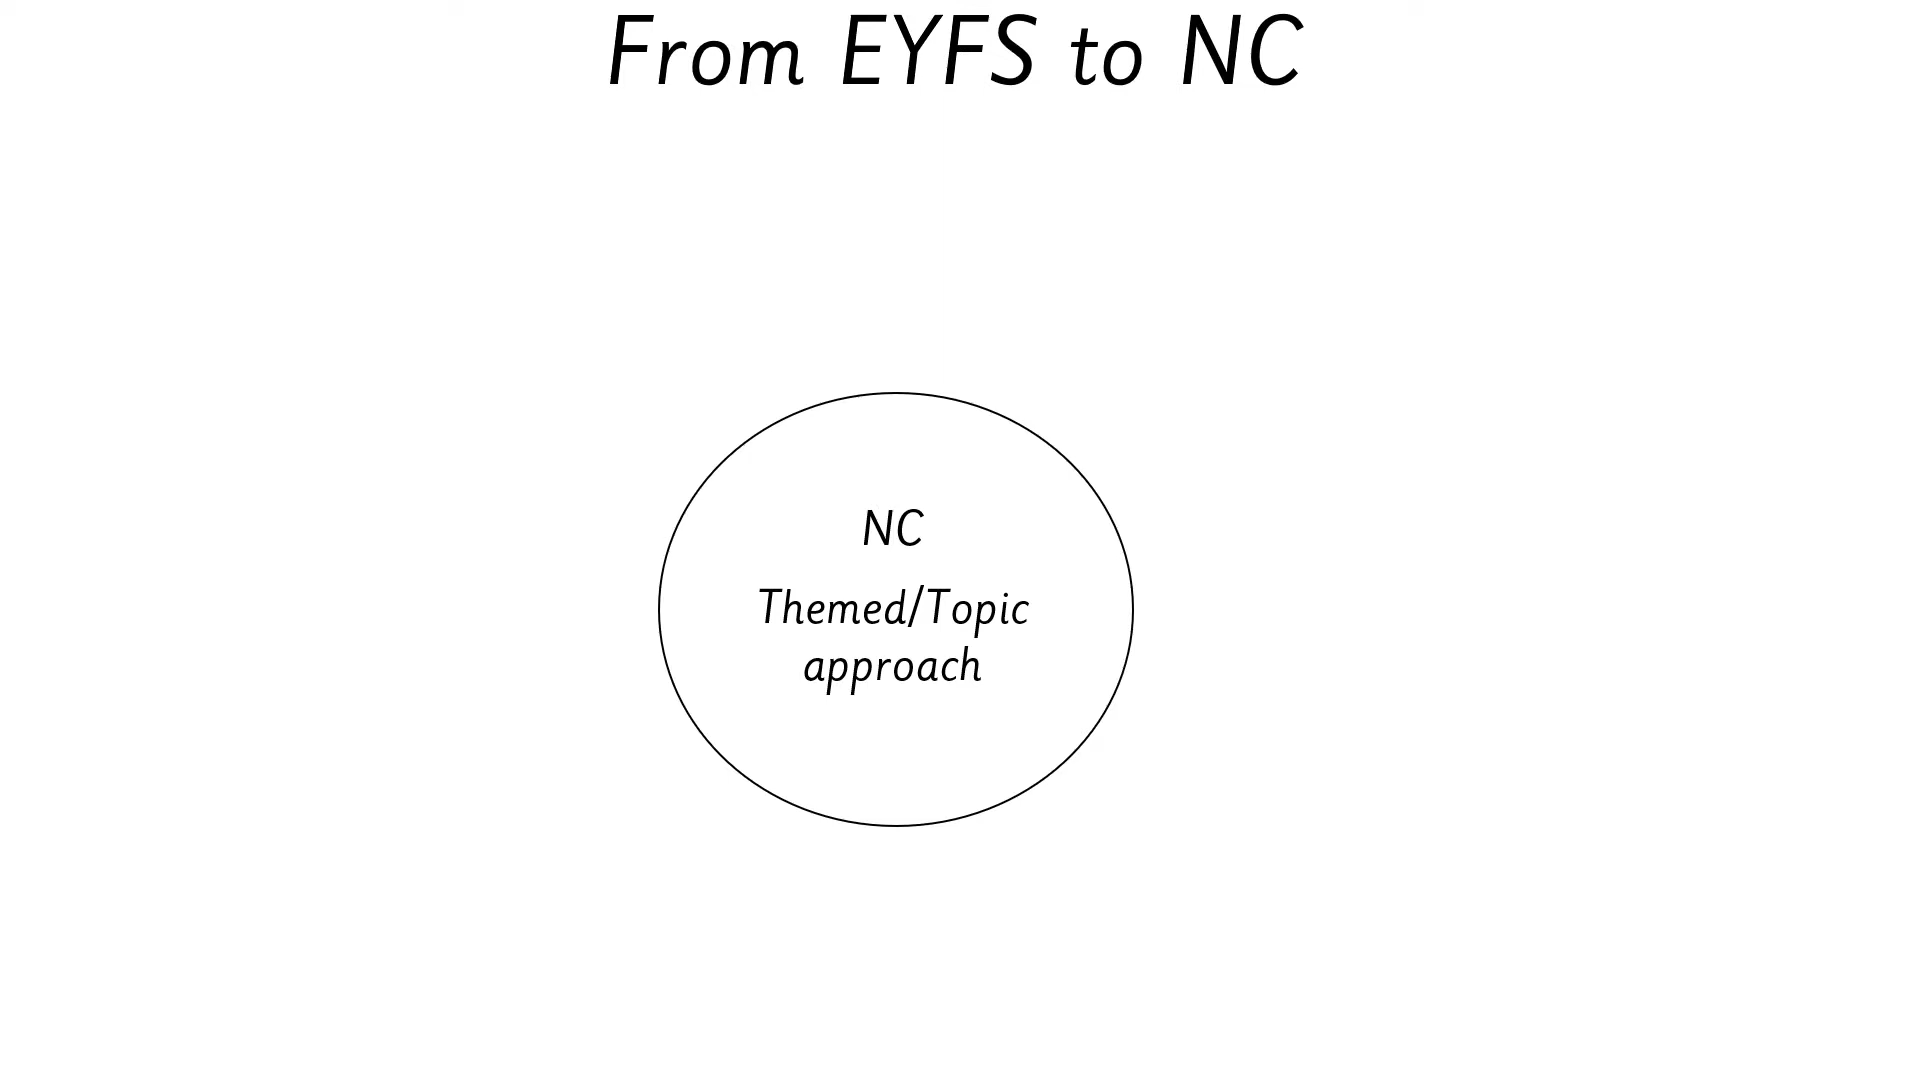 From EYFS to NC
NC
Themed/Topic
approach